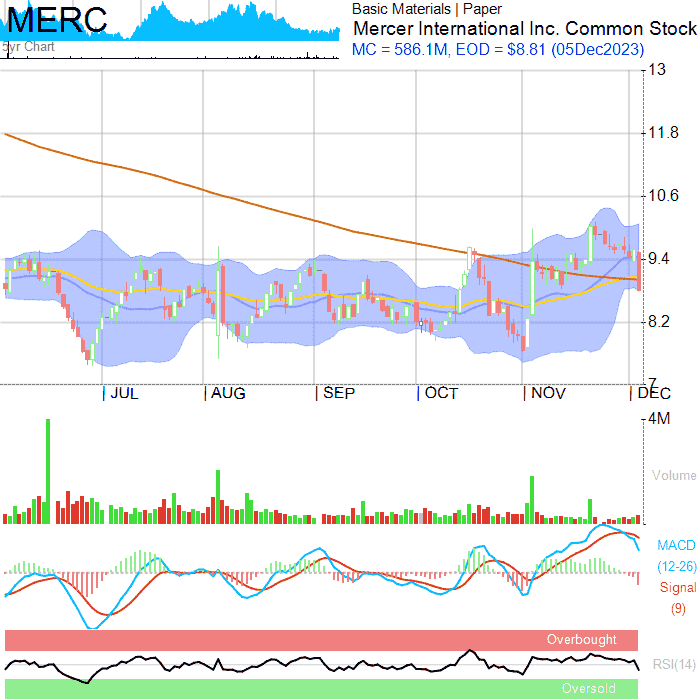 MERC
5yr Chart
Basic Materials | Paper
Mercer International Inc. Common Stock
MC = 586.1M, EOD = $8.81 (05Dec2023)
13
11.8
10.6
9.4
8.2
7
JUL AUG SEP OCT NOV DEC
4M
Volume
MACD
(12-26)
Signal
(9)
Overbought
RSI(14)
Oversold